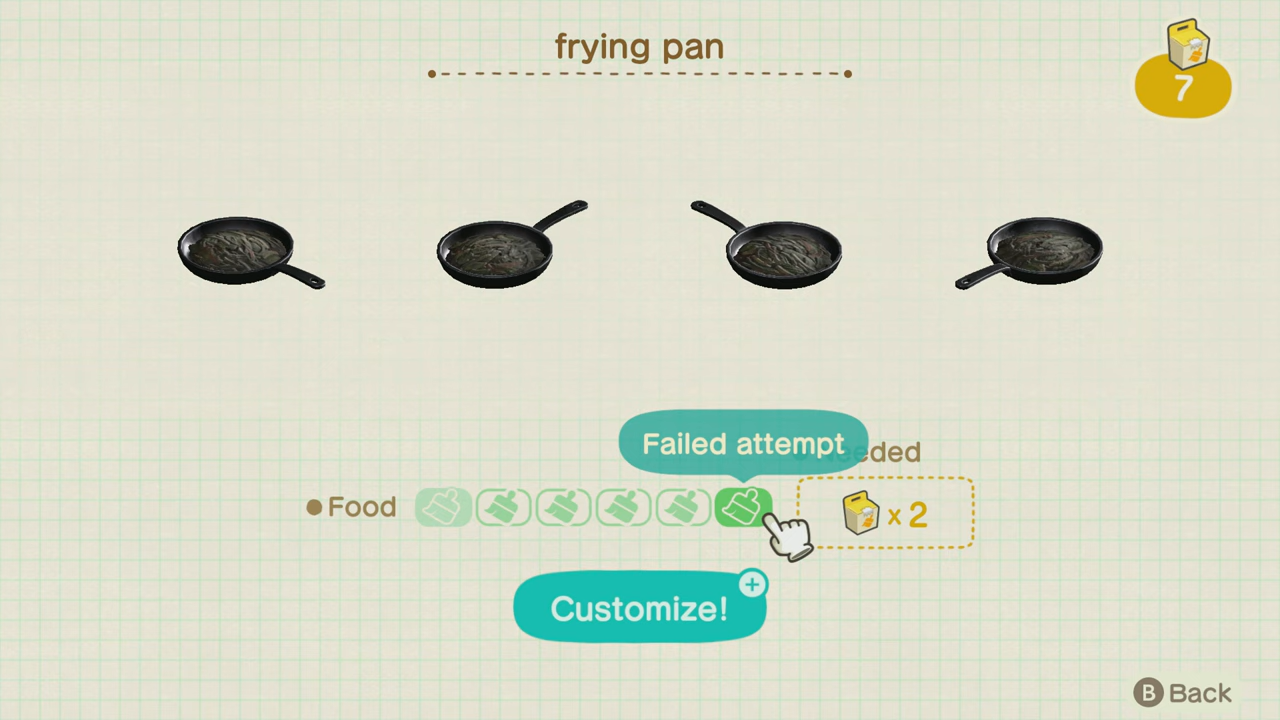 frying pan
7
Failed attempt
Food
x 2
Customize!
B Back